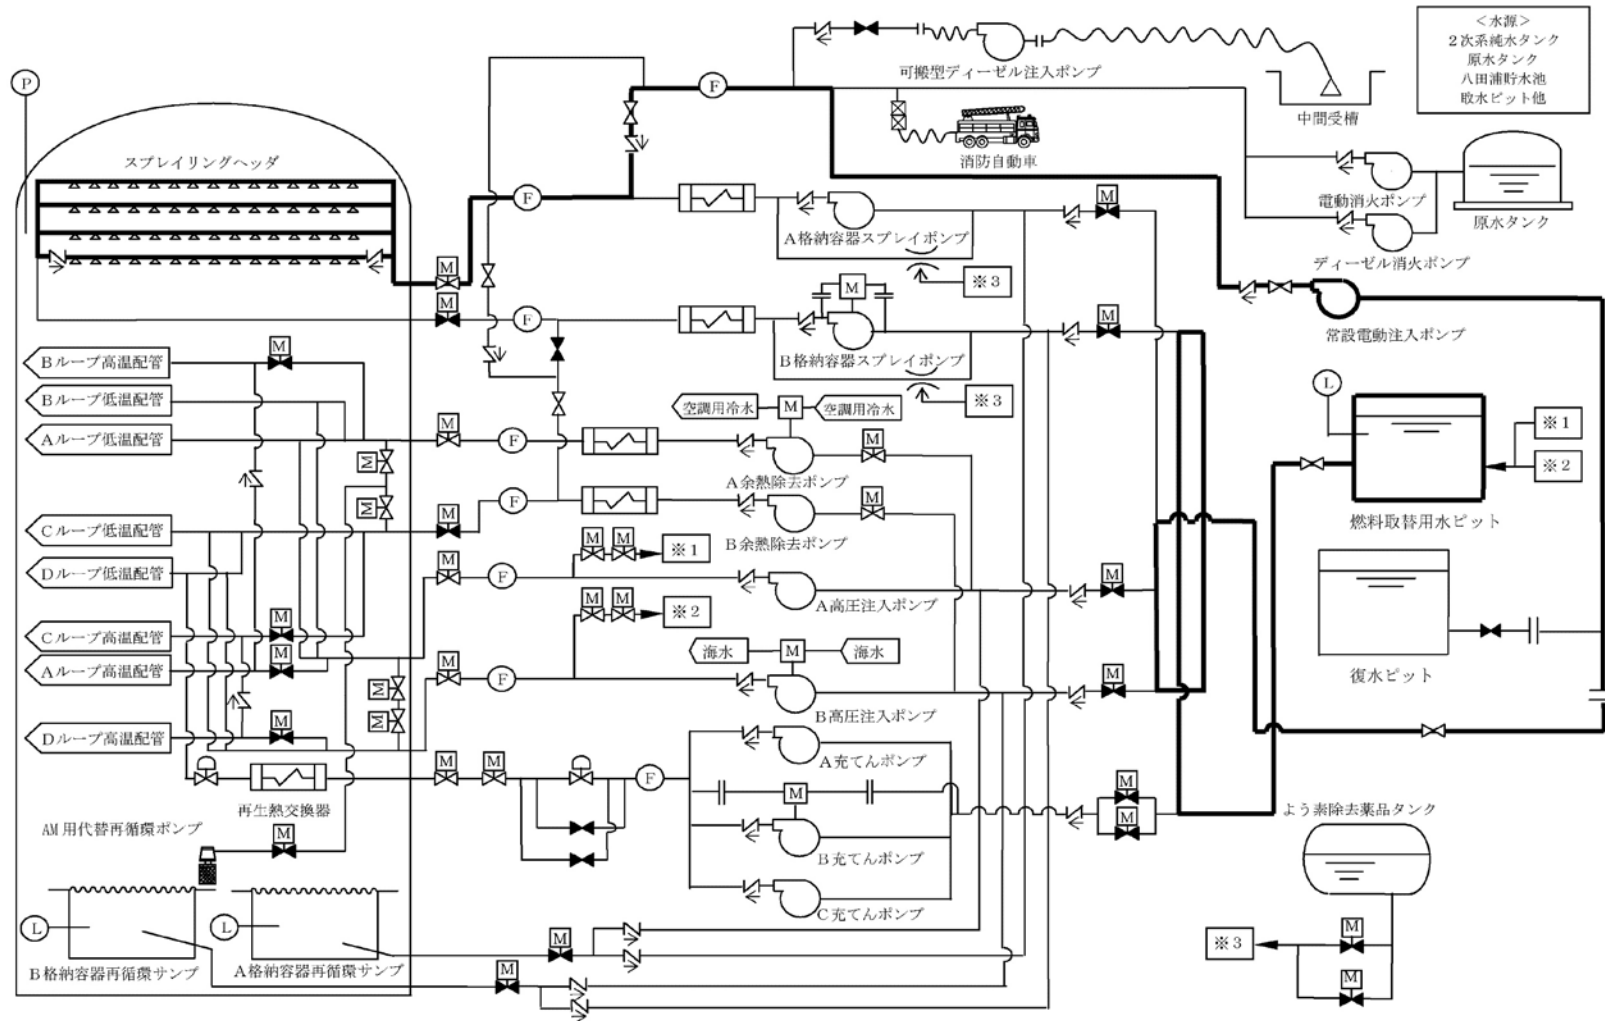 <水源>
2次系純水タンク
原水タンク
八田浦貯水池
取水ピット他
可搬型ディーゼル注入ポンプ
中間受槽
消防自動車
P
F
スプレイリングヘッダ
M
F
A格納容器スプレイポンプ
M
電動消火ポンプ
原水タンク
ディーゼル消火ポンプ
※3
M
M
F
M
B格納容器スプレイポンプ
M
※3
常設電動注入ポンプ
Bループ高温配管
M
Bループ低温配管
空調用冷水
M
空調用冷水
L
※1
※2
燃料取替用水ピット
Aループ低温配管
M
F
M
A余熱除去ポンプ
M
M
Cループ低温配管
M
F
M
B余熱除去ポンプ
M
M
※1
Dループ低温配管
M
F
A高圧注入ポンプ
M
M
M
※2
Cループ高温配管
M
海水
M
海水
復水ピット
Aループ高温配管
M
M
F
B高圧注入ポンプ
M
M
M
Dループ高温配管
M
A充てんポンプ
再生熱交換器
M
M
F
M
M
M
B充てんポンプ
よう素除去薬品タンク
AM用代替再循環ポンプ
M
C充てんポンプ
L
L
B格納容器再循環サンプ
A格納容器再循環サンプ
M
M
※3
M
M